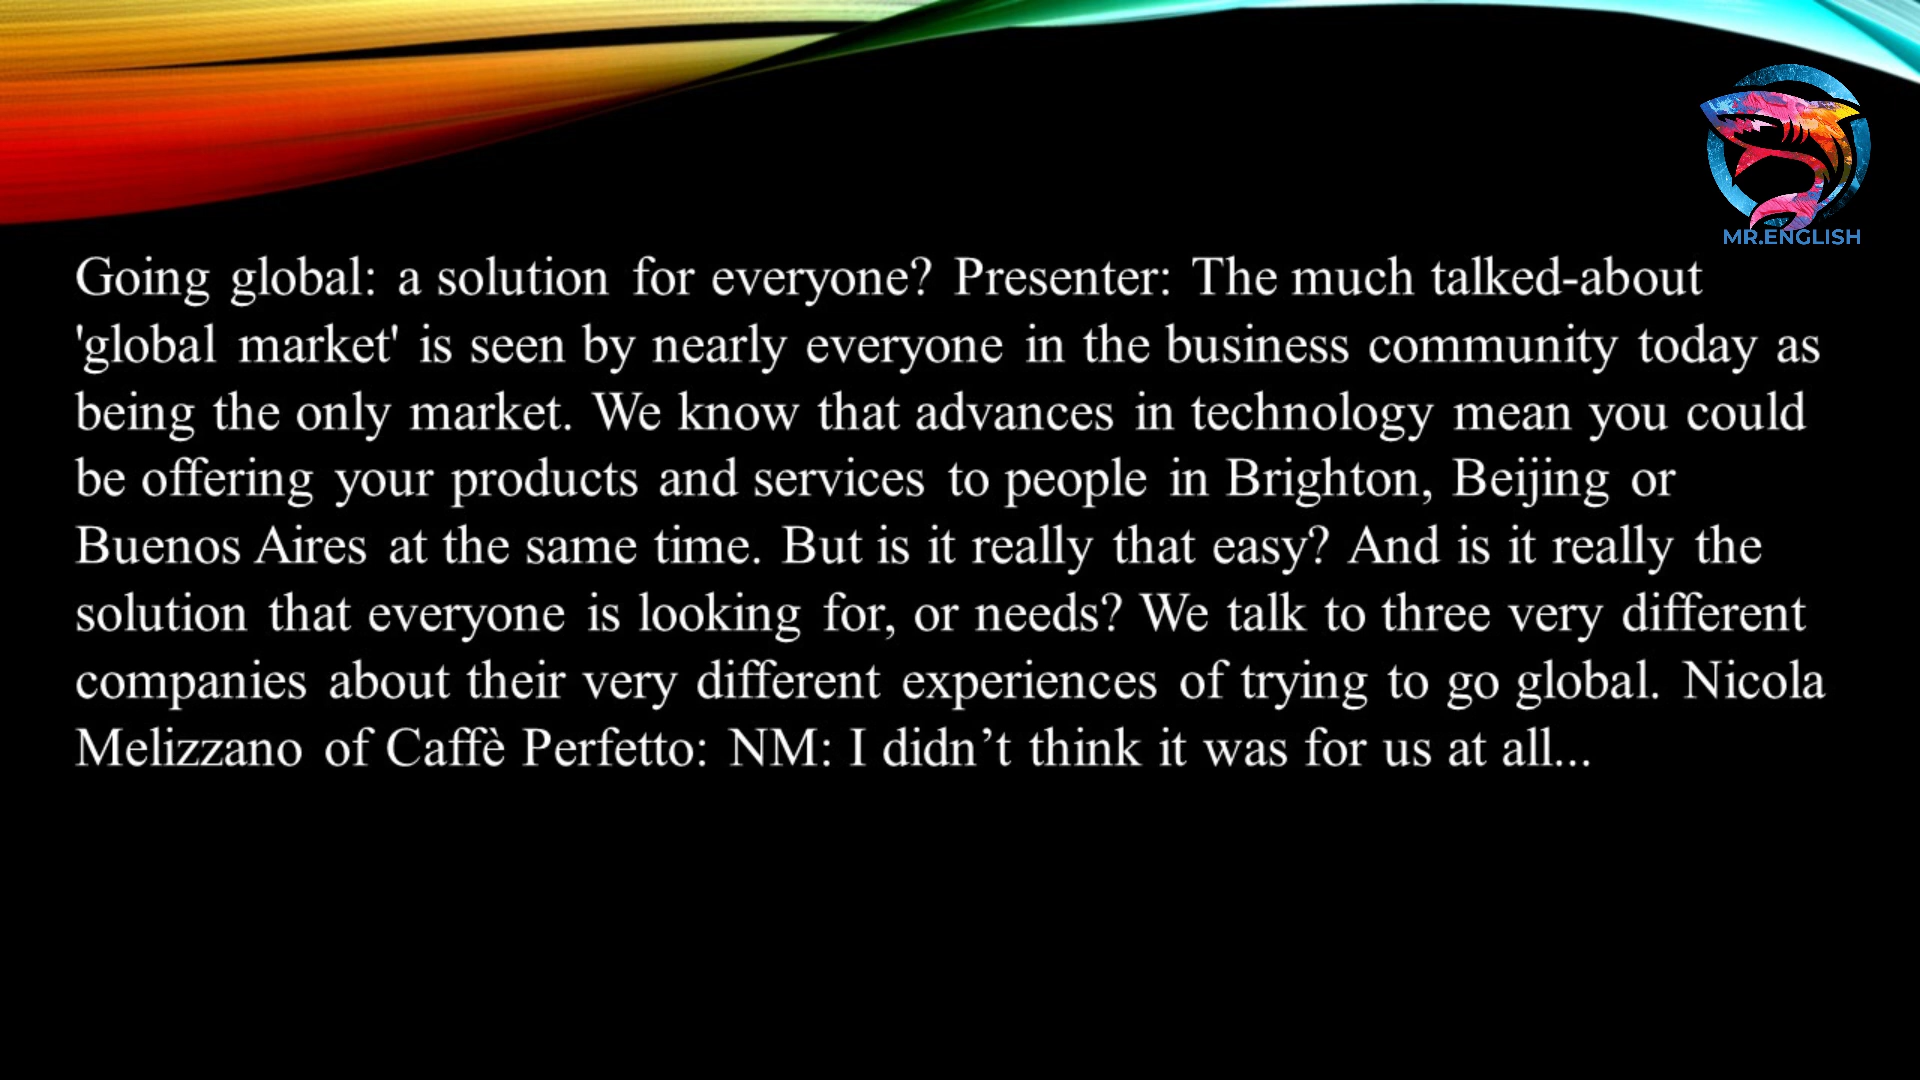 MR.ENGLISH
Going global: a solution for everyone? Presenter: The much talked-about
'global market' is seen by nearly everyone in the business community today as
being the only market. We know that advances in technology mean you could
be offering your products and services to people in Brighton, Beijing or
Buenos Aires at the same time. But is it really that easy? And is it really the
solution that everyone is looking for, or needs? We talk to three very different
companies about their very different experiences of trying to go global. Nicola
Melizzano of Caffè Perfetto: NM: I didn’t think it was for us at all...